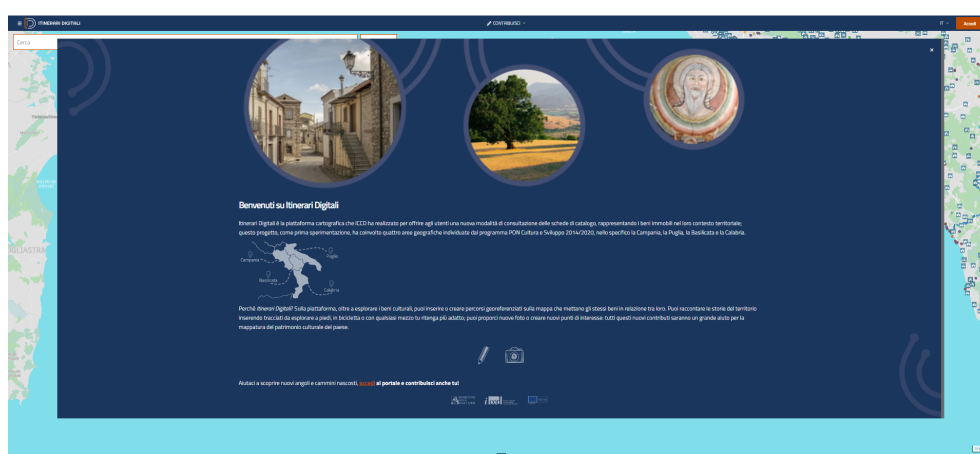 ITINERARI DIGITALI
CONTRIBUISCI
IT
Accedi
Cerca
Benvenuti su Itinerari Digitali
Itinerari Digitali è la piattaforma cartografica che ICCD ha realizzato per offrire agli utenti una nuova modalità di consultazione delle schede di catalogo, rappresentando i beni immobili nel loro contesto territoriale;
questo progetto, come prima sperimentazione, ha coinvolto quattro aree geografiche individuate dal programma PON Cultura e Sviluppo 2014/2020, nello specifico la Campania, la Puglia, la Basilicata e la Calabria.
Campania
Puglia
Basilicata
Calabria
Perché Itinerari Digitali? Sulla piattaforma, oltre a esplorare i beni culturali, puoi inserire o creare percorsi georeferenziati sulla mappa che mettano gli stessi beni in relazione tra loro. Puoi raccontare le storie del territorio
inserendo tracciati da esplorare a piedi, in bicicletta o con qualsiasi mezzo tu ritenga più adatto; puoi proporci nuove foto o creare nuovi punti di interesse: tutti questi nuovi contributi saranno un grande aiuto per la
mappatura del patrimonio culturale del paese.
Aiutaci a scoprire nuovi angoli e cammini nascosti, accedi al portale e contribuisci anche tu!
iccd